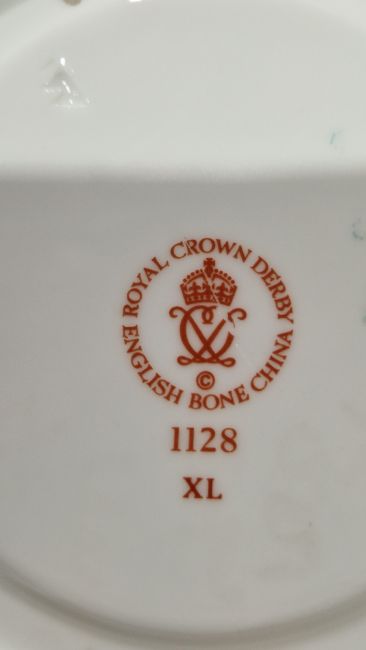 ROYAL CROWN DERBY
ENGLISH BONE CHINA
©
1128
XL